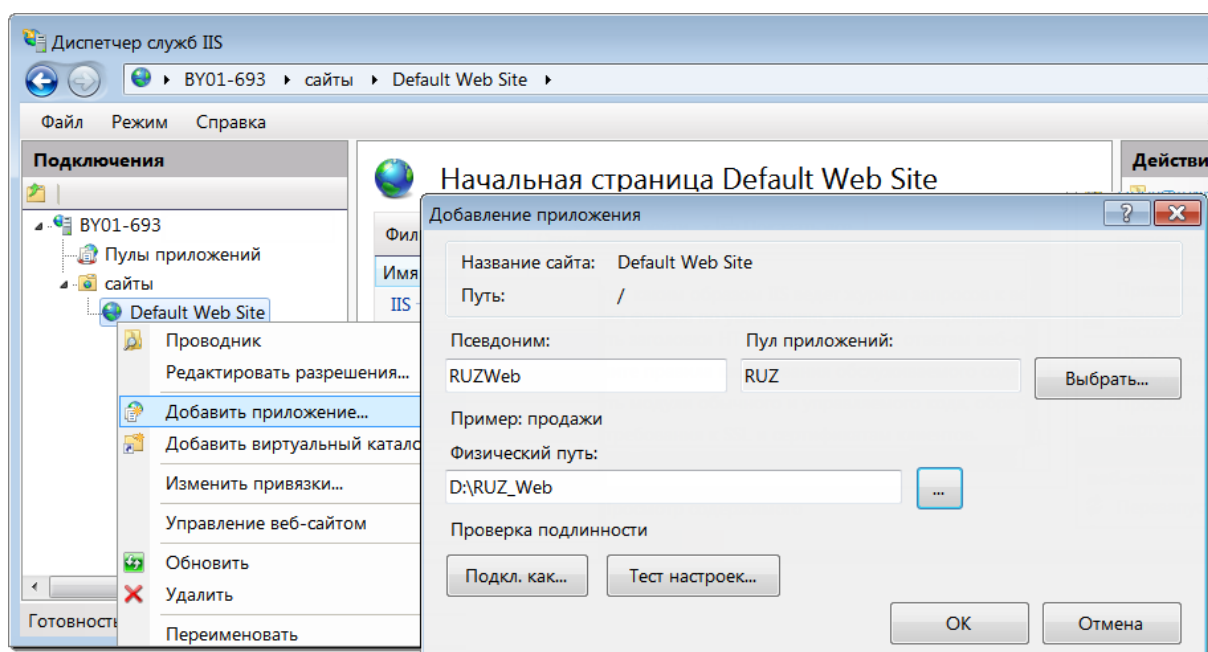 Диспетчер служб IIS
BY01-693 сайты Default Web Site
Файл Режим Справка
Подключения
Начальная страница Default Web Site
BY01-693
Пулы приложений
сайты
Default Web Site
Имя
IIS
Проводник
Редактировать разрешения...
Добавить приложение...
Добавить виртуальный
Изменить привязки...
Управление веб-сайтом
Обновить
Удалить
Переименовать
Готовность
Добавление приложения
Название сайта: Default Web Site
Путь: /
Псевдоним: Пул приложений:
RUZWeb RUZ Выбрать...
Пример: продажи
Физический путь:
D:\RUZ_Web ...
Проверка подлинности
Подкл. как... Тест настроек...
OK Отмена